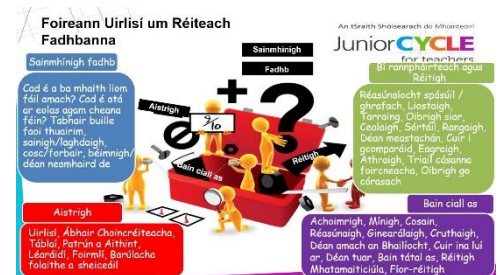 Foireann Uirlisí um Réiteach
Fadhbanna
An tSraith Shóisearach do Mhúinteoirí
JuniorCYCLE
for teachers
Sainmhínigh
Fadhb
Sainmhínigh fadhb
Cad é a ba mhaith liom
fáil amach? Cad é atá
ar eolas agam cheana
féin? Tabhair buille
faoi thuairim,
sainigh/laghdaigh,
cosc/forbair, béimnigh/
déan neamhaird de
Bí rannpháirteach agus
Réitigh
Réasúnaíocht spásúil /
ghrafach, Liostaigh,
Tarraing, Oibrigh siar,
Cealaigh, Sórtáil, Rangaigh,
Déan meastachán, Cuir i
gcomparáid, Eagraigh,
Athraigh, Triail cásanna
foircneacha, Oibrigh go
córasach
Aistrigh
9/10
Réitigh
Bain ciall as
Aistrigh
Uirlisí, Ábhair Choincréiteacha,
Táblaí, Patrún a Aithint,
Léaráidí, Foirmlí, Barúlacha
folaithe a sheiceáil
Bain ciall as
Achoimrigh, Mínigh, Cosain,
Réasúnaigh, Ginearálaigh, Cruthaigh,
Déan amach an Bhailíocht, Cuir ina luí
ar, Déan tuar, Bain tátal as, Réitigh
Mhatamaiticiúla, Fíor-réitigh